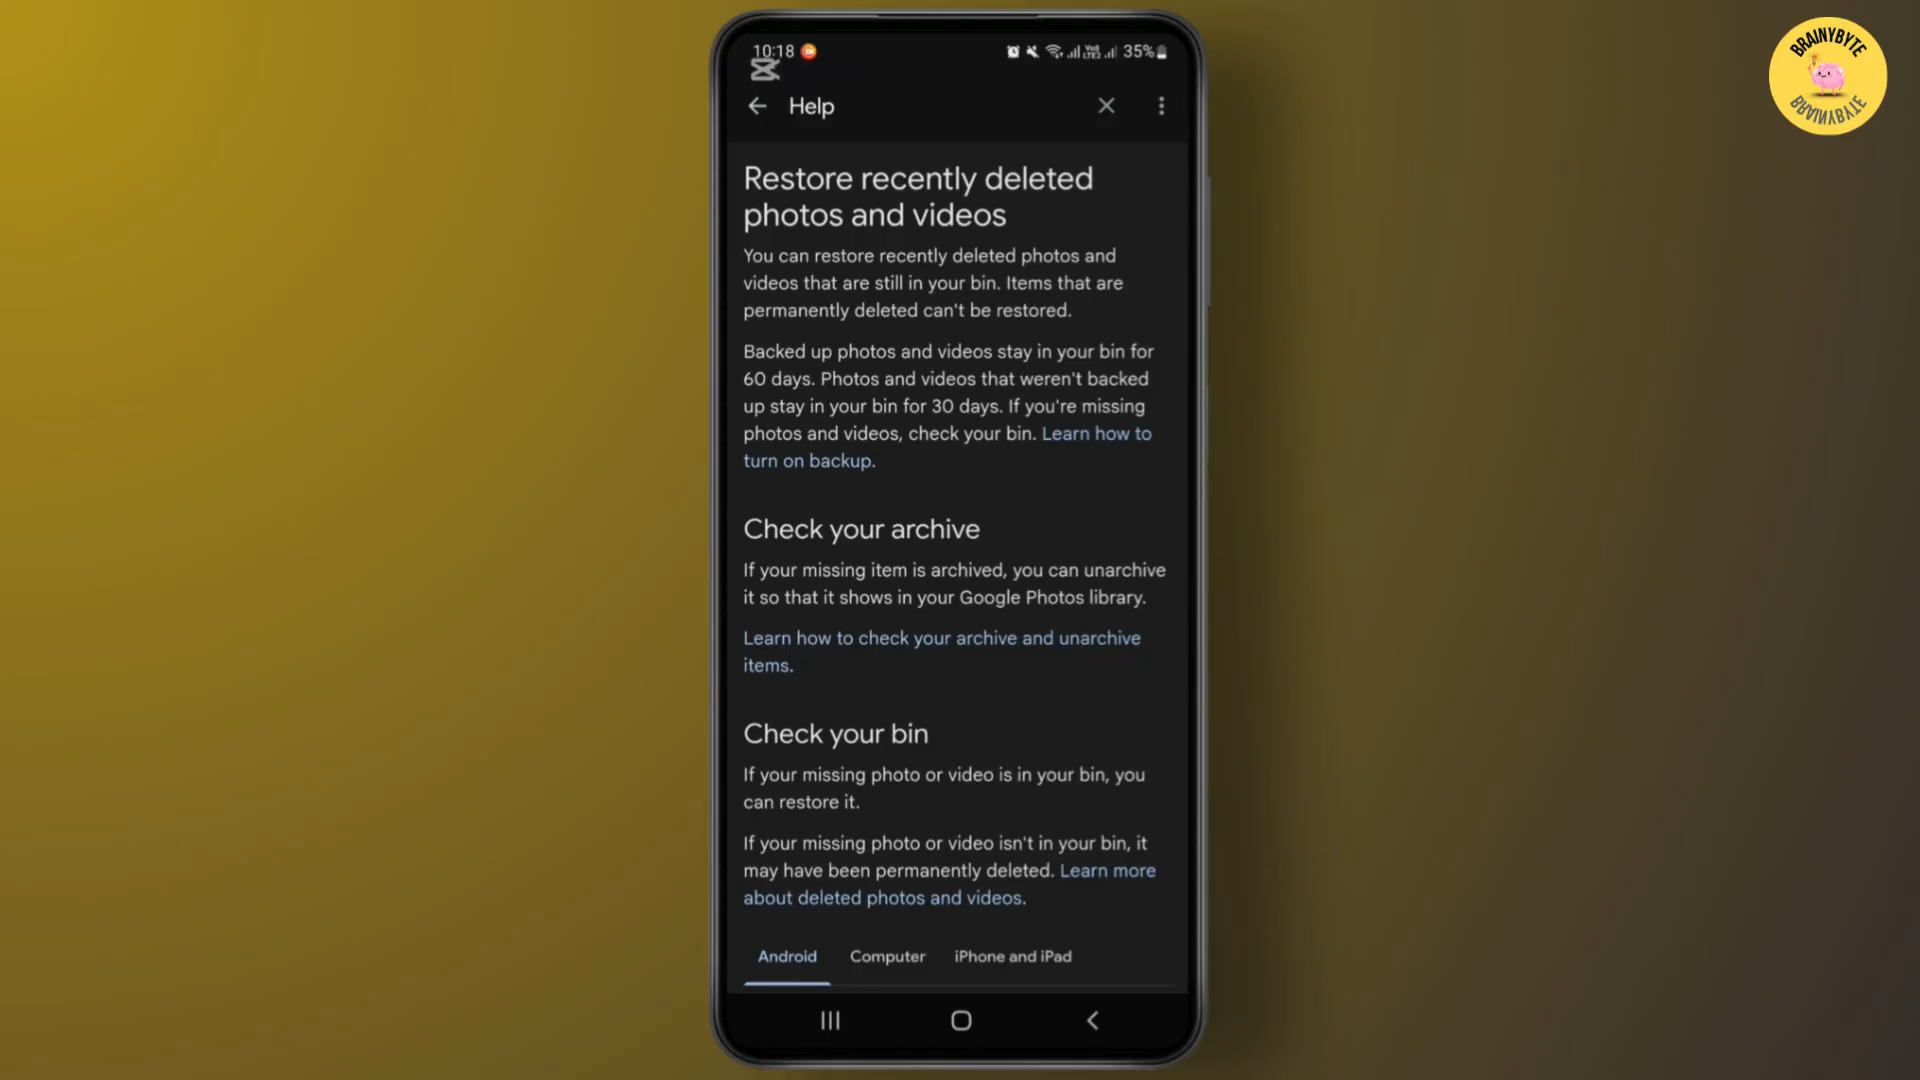 BRAINYBYTE
BRAINYBYTE
10:18
Vo0 LTE2 35%
Help
Restore recently deleted
photos and videos
You can restore recently deleted photos and
videos that are still in your bin. Items that are
permanently deleted can't be restored.
Backed up photos and videos stay in your bin for
60 days. Photos and videos that weren't backed
up stay in your bin for 30 days. If you're missing
photos and videos, check your bin. Learn how to
turn on backup.
Check your archive
If your missing item is archived, you can unarchive
it so that it shows in your Google Photos library.
Learn how to check your archive and unarchive
items.
Check your bin
If your missing photo or video is in your bin, you
can restore it.
If your missing photo or video isn't in your bin, it
may have been permanently deleted. Learn more
about deleted photos and videos.
Android Computer iPhone and iPad